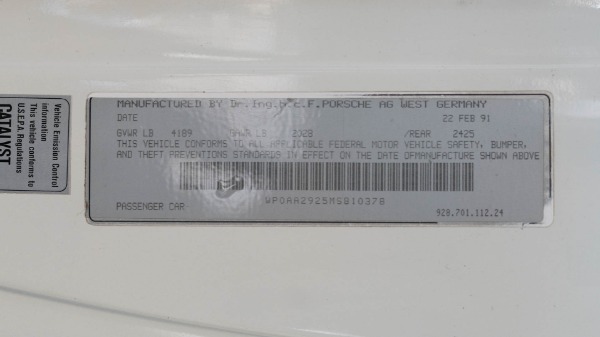 MANUFACTURED BY Dr.Ing.h.c.F.PORSCHE AG WEST GERMANY
DATE 22 FEB 91
GVWR LB 4189 GAWR LB 2028 /REAR 2425
THIS VEHICLE CONFORMS TO ALL APPLICABLE FEDERAL MOTOR VEHICLE SAFETY, BUMPER,
AND THEFT PREVENTIONS STANDARDS IN EFFECT ON THE DATE OFMANUFACTURE SHOWN ABOVE
WP0AA2925MS810378
PASSENGER CAR
928.701.112.24
Vehicle Emission Control
information
This vehicle conforms to
U.S.E.P.A. Regulations
CATALYST